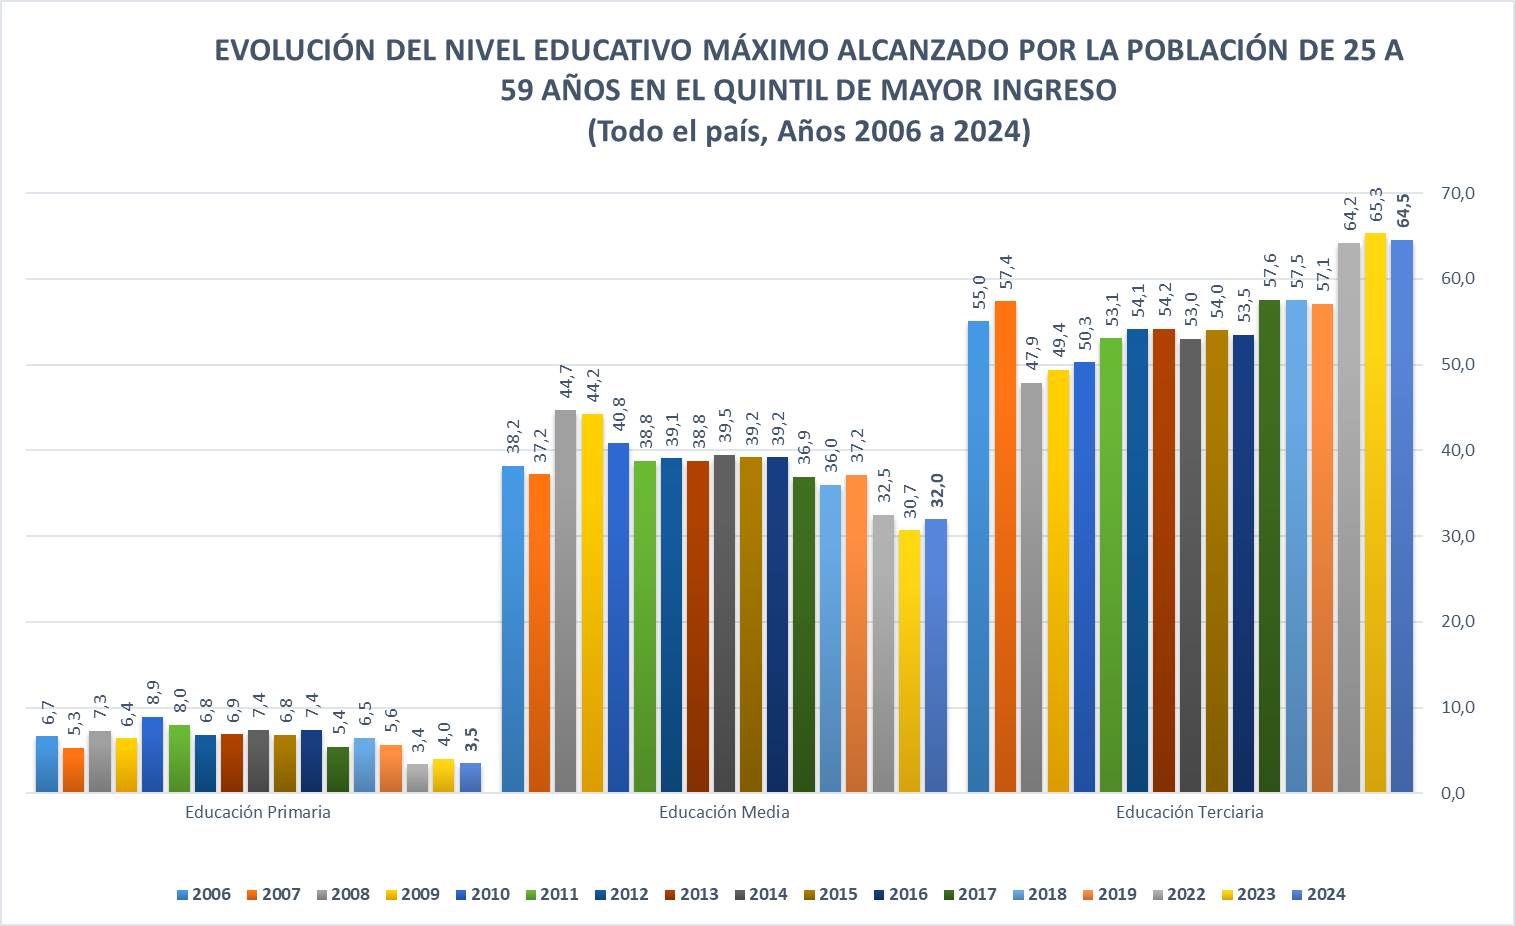 EVOLUCIÓN DEL NIVEL EDUCATIVO MÁXIMO ALCANZADO POR LA POBLACIÓN DE 25 A
59 AÑOS EN EL QUINTIL DE MAYOR INGRESO
(Todo el país, Años 2006 a 2024)
6,7 5,3 7,3 6,4 8,9 8,0 6,8 6,9 7,4 6,8 7,4 5,4 6,5 5,6 3,4 4,0 3,5
38,2 37,2 44,7 44,2 40,8 38,8 39,1 38,8 39,5 39,2 39,2 36,9 36,0 37,2 32,5 30,7 32,0
55,0 57,4 47,9 49,4 50,3 53,1 54,1 54,2 53,0 54,0 53,5 57,6 57,5 57,1 64,2 65,3 64,5
70,0
60,0
50,0
40,0
30,0
20,0
10,0
0,0
Educación Primaria Educación Media Educación Terciaria
2006 2007 2008 2009 2010 2011 2012 2013 2014 2015 2016 2017 2018 2019 2022 2023 2024